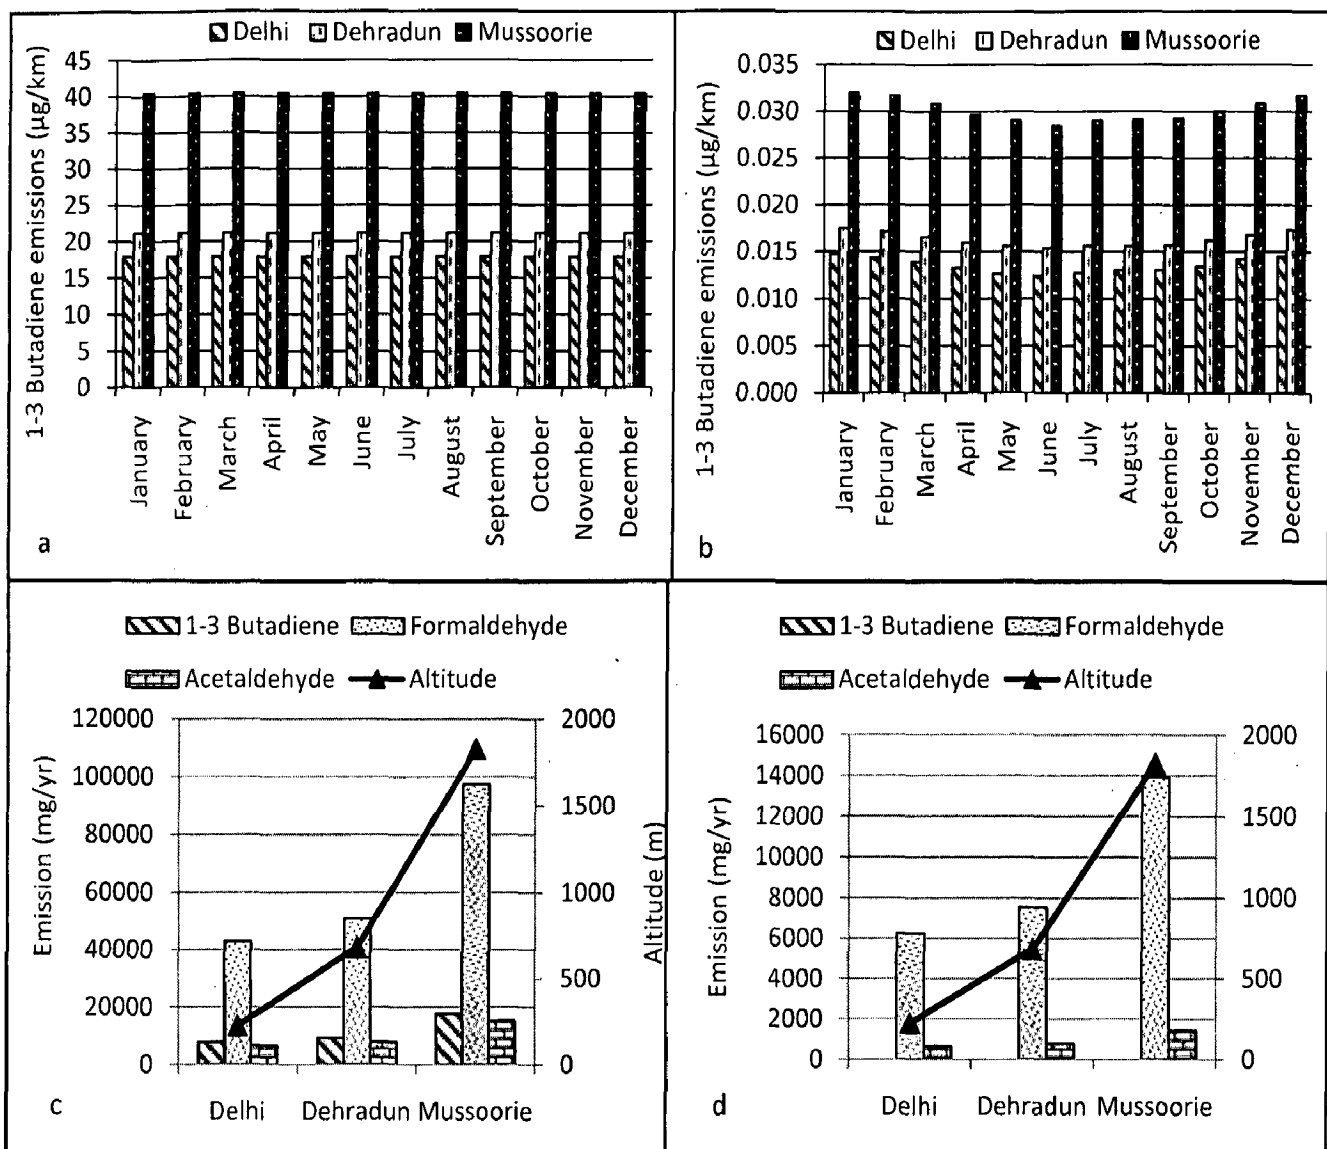 Delhi Dehradun Mussoorie
1-3 Butadiene emissions (µg/km)
45
40
35
30
25
20
15
10
5
0
January
February
March
April
May
June
July
August
September
October
November
December
a
Delhi Dehradun Mussoorie
1-3 Butadiene emissions (µg/km)
0.035
0.030
0.025
0.020
0.015
0.010
0.005
0.000
January
February
March
April
May
June
July
August
September
October
November
December
b
1-3 Butadiene Formaldehyde
Acetaldehyde Altitude
Emission (mg/yr)
120000
100000
80000
60000
40000
20000
0
2000
1500
1000
500
0
Altitude (m)
Delhi Dehradun Mussoorie
c
1-3 Butadiene Formaldehyde
Acetaldehyde Altitude
Emission (mg/yr)
16000
14000
12000
10000
8000
6000
4000
2000
0
2000
1500
1000
500
0
Delhi Dehradun Mussoorie
d